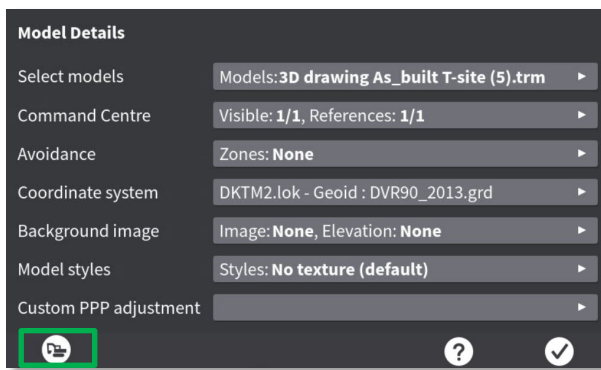 Model Details
Select models Models:3D drawing As_built T-site (5).trm
Command Centre Visible: 1/1, References: 1/1
Avoidance Zones: None
Coordinate system DKTM2.lok - Geoid : DVR90_2013.grd
Background image Image: None, Elevation: None
Model styles Styles: No texture (default)
Custom PPP adjustment
?